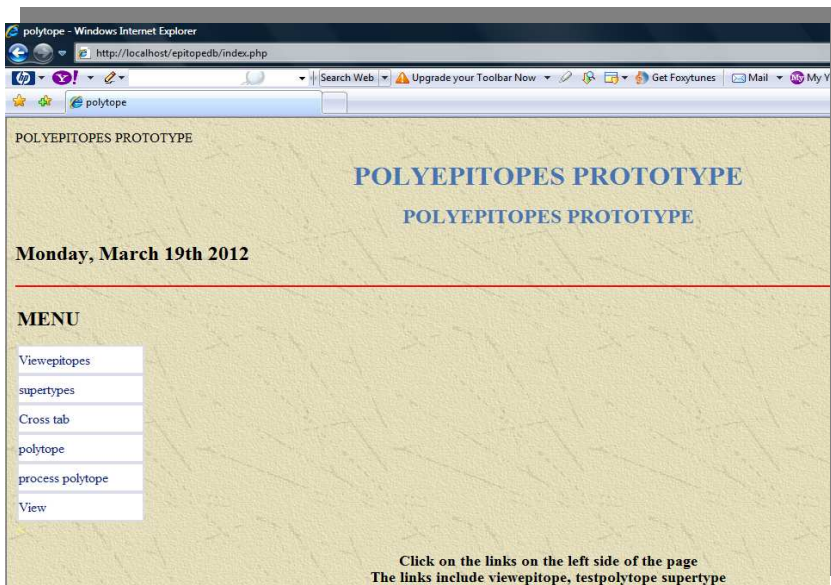 polytope - Windows Internet Explorer
http://localhost/epitopedb/index.php
Search Web Upgrade your Toolbar Now Get Foxytunes Mail My Y
polytope
POLYEPITOPES PROTOTYPE
POLYEPITOPES PROTOTYPE
POLYEPITOPES PROTOTYPE
Monday, March 19th 2012
MENU
Viewepitopes
supertypes
Cross tab
polytope
process polytope
View
Click on the links on the left side of the page
The links include viewepitope, testpolytope supertype